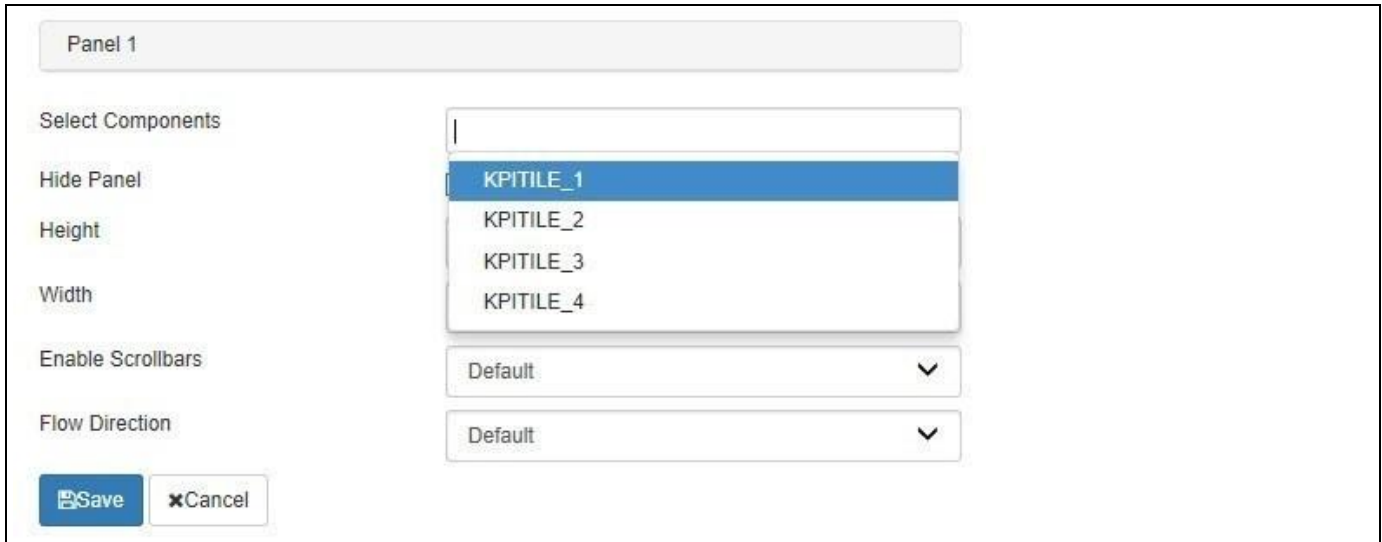 Panel 1
Select Components
KPITILE_1
Hide Panel
KPITILE_2
Height
KPITILE_3
Width
KPITILE_4
Enable Scrollbars Default
Flow Direction Default
Save Cancel